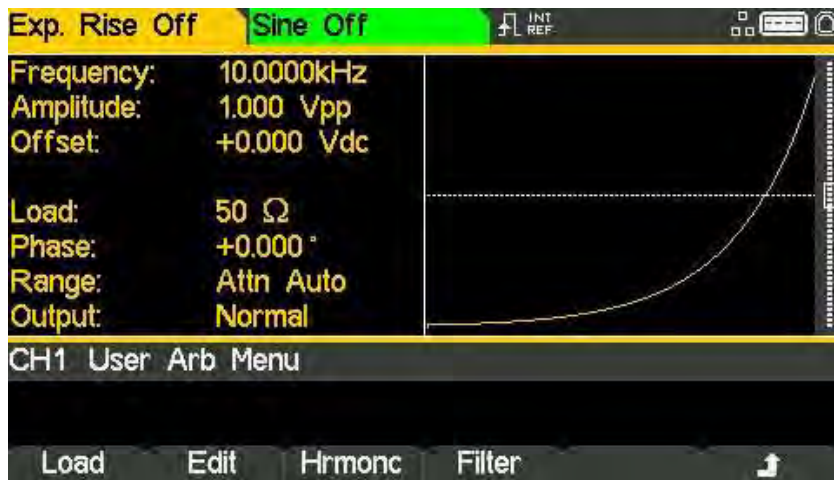 Exp. Rise Off Sine Off INT REF
Frequency: 10.0000kHz
Amplitude: 1.000 Vpp
Offset: +0.000 Vdc
Load: 50 Ω
Phase: +0.000 °
Range: Attn Auto
Output: Normal
CH1 User Arb Menu
Load Edit Hrmonc Filter